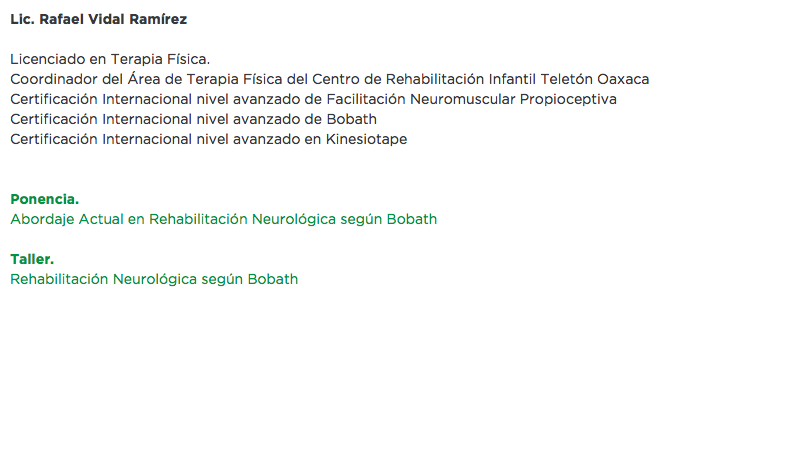 Lic. Rafael Vidal Ramírez
Licenciado en Terapia Física.
Coordinador del Área de Terapia Física del Centro de Rehabilitación Infantil Teletón Oaxaca
Certificación Internacional nivel avanzado de Facilitación Neuromuscular Propioceptiva
Certificación Internacional nivel avanzado de Bobath
Certificación Internacional nivel avanzado en Kinesiotape
Ponencia.
Abordaje Actual en Rehabilitación Neurológica según Bobath
Taller.
Rehabilitación Neurológica según Bobath